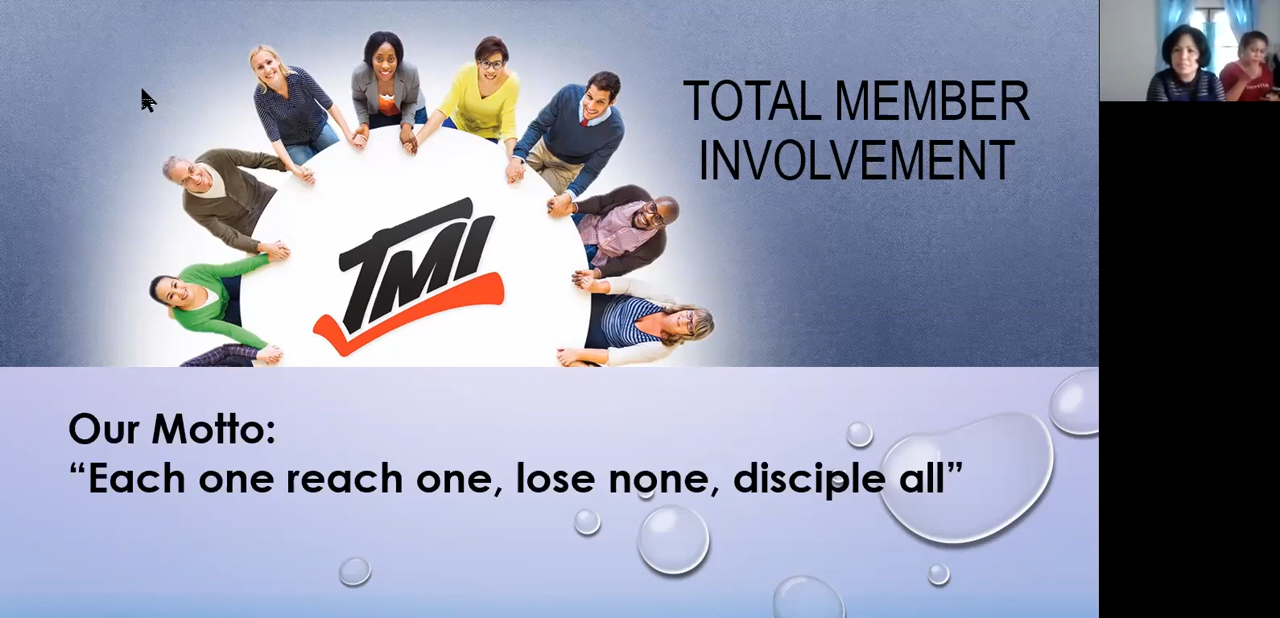 TOTAL MEMBER
INVOLVEMENT
TMI
Our Motto:
“Each one reach one, lose none, disciple all”